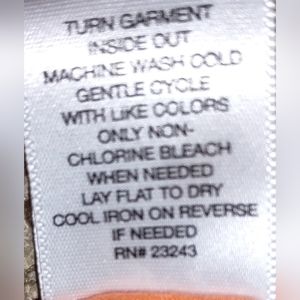 TURN GARMENT
INSIDE OUT
MACHINE WASH COLD
GENTLE CYCLE
WITH LIKE COLORS
ONLY NON-
CHLORINE BLEACH
WHEN NEEDED
LAY FLAT TO DRY
COOL IRON ON REVERSE
IF NEEDED
RN# 23243